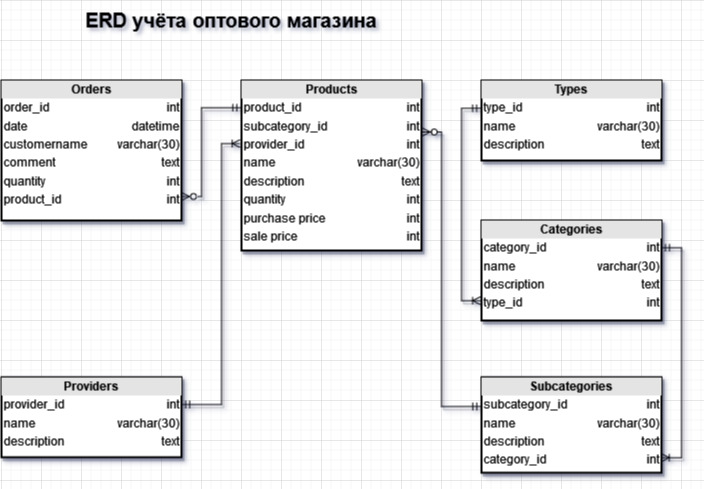 ERD учёта оптового магазина
Orders
order_id int
date datetime
customername varchar(30)
comment text
quantity int
product_id int
Products
product_id int
subcategory_id int
provider_id int
name varchar(30)
description text
quantity int
purchase price int
sale price int
Types
type_id int
name varchar(30)
description text
Categories
category_id int
name varchar(30)
description text
type_id int
Providers
provider_id int
name varchar(30)
description text
Subcategories
subcategory_id int
name varchar(30)
description text
category_id int